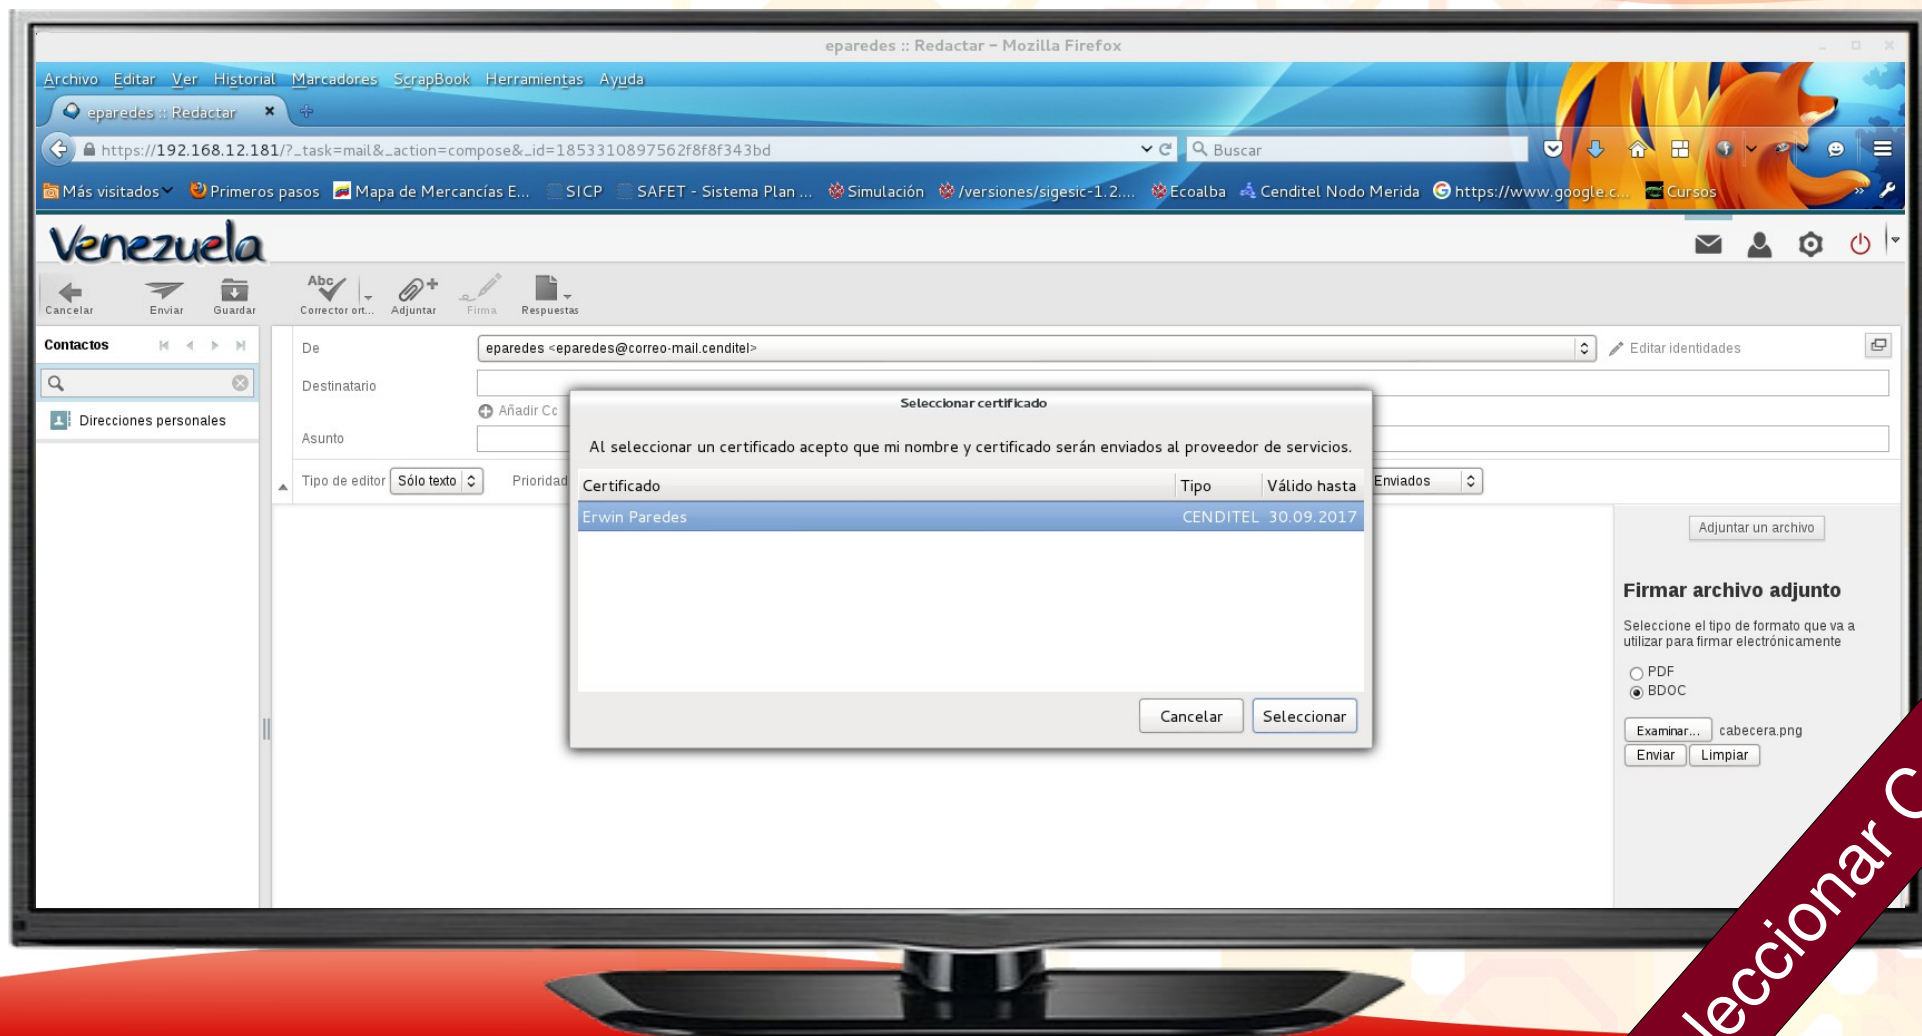 eparedes :: Redactar - Mozilla Firefox
Archivo Editar Ver Historial Marcadores ScrapBook Herramientas Ayuda
eparedes :: Redactar
https://192.168.12.181/?_task=mail&_action=compose&_id=1853310897562f8f8f343bd
Buscar
Más visitados Primeros pasos Mapa de Mercancías E... SICP SAFET - Sistema Plan ... Simulación /versiones/sigesic-1.2.... Ecoalba Cenditel Nodo Merida https://www.google.c... Cursos
Venezuela
Abc
Cancelar Enviar Guardar Corrector ort... Adjuntar Firma Respuestas
Contactos
De eparedes <eparedes@correo-mail.cenditel> Editar identidades
Destinatario
Direcciones personales
Añadir Cc
Asunto
Tipo de editor Sólo texto Prioridad Enviados
Seleccionar certificado
Al seleccionar un certificado acepto que mi nombre y certificado serán enviados al proveedor de servicios.
Certificado Tipo Válido hasta
Erwin Paredes CENDITEL 30.09.2017
Cancelar Seleccionar
Adjuntar un archivo
Firmar archivo adjunto
Seleccione el tipo de formato que va a
utilizar para firmar electrónicamente
PDF
BDOC
Examinar... cabecera.png
Enviar Limpiar
leccionar C